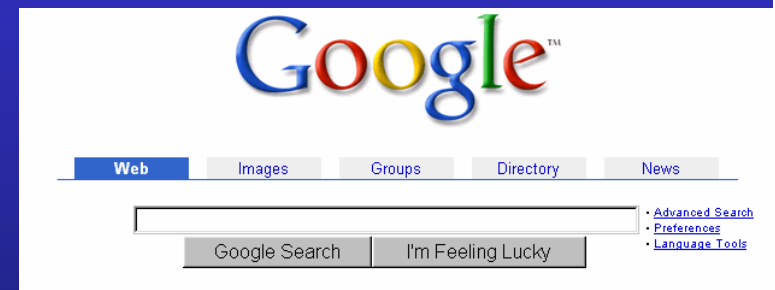 Google™
Web Images Groups Directory News
• Advanced Search
• Preferences
• Language Tools
Google Search I'm Feeling Lucky